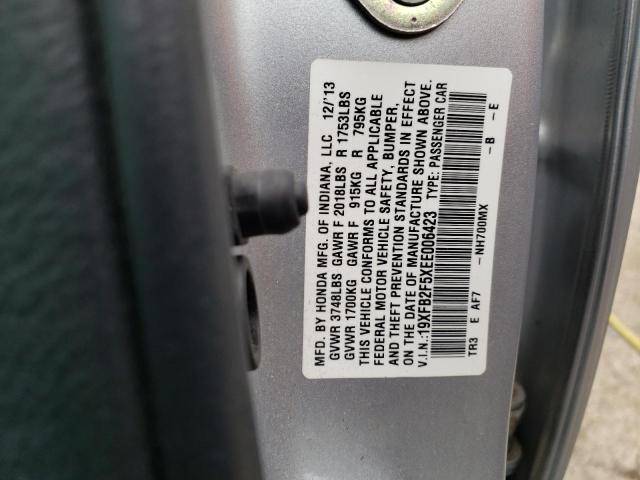 MFD. BY HONDA MFG. OF INDIANA, LLC 12/'13
GVWR 3748LBS GAWR F 2018LBS R 1753LBS
GVWR 1700KG GAWR F 915KG R 795KG
THIS VEHICLE CONFORMS TO ALL APPLICABLE
FEDERAL MOTOR VEHICLE SAFETY, BUMPER,
AND THEFT PREVENTION STANDARDS IN EFFECT
ON THE DATE OF MANUFACTURE SHOWN ABOVE.
V.I.N.:19XFB2F5XEE006423 TYPE: PASSENGER CAR
TR3 E AF7 -NH700MX -B -E